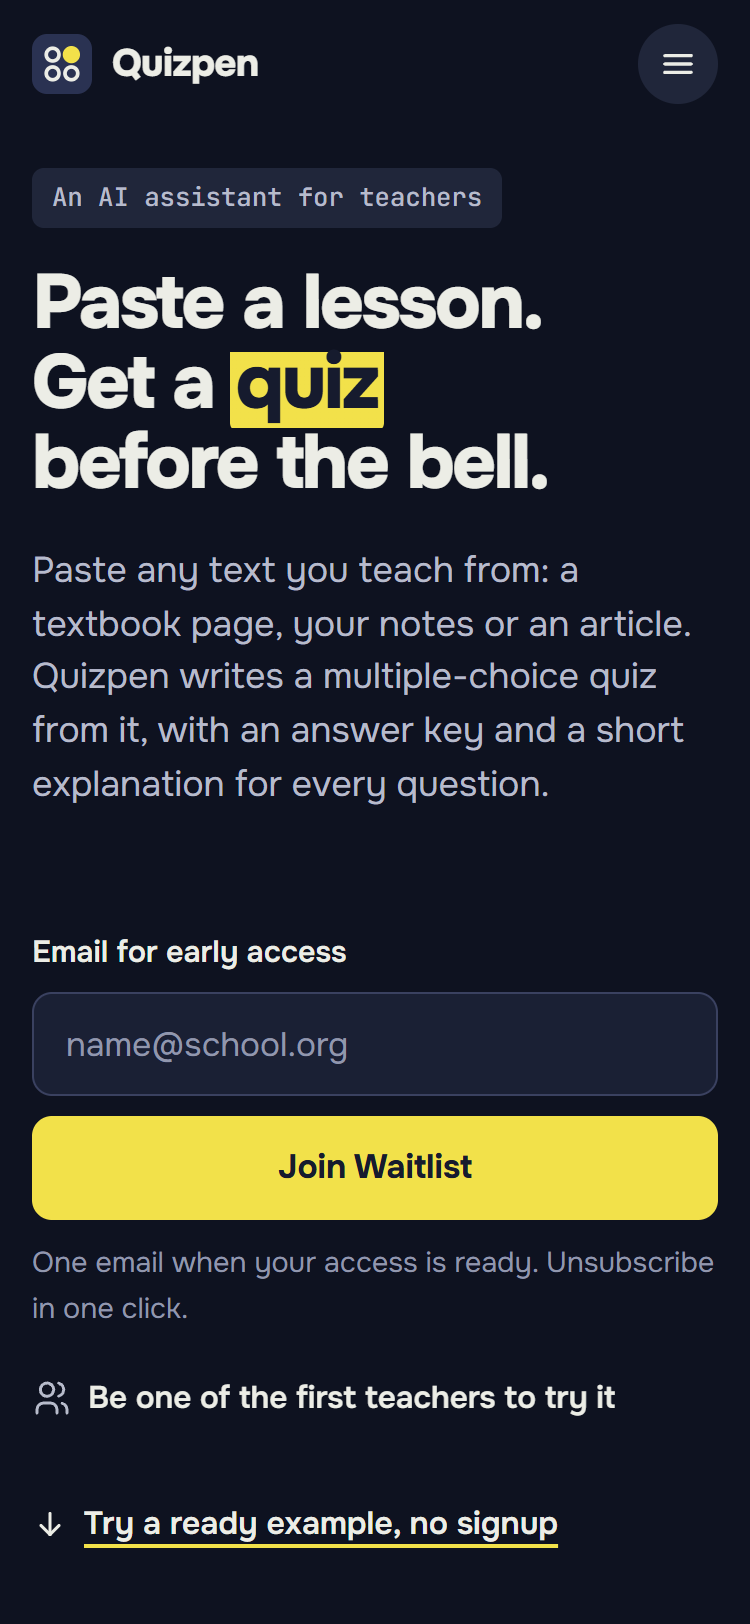 Quizpen
An AI assistant for teachers
Paste a lesson.
Get a quiz
before the bell.
Paste any text you teach from: a
textbook page, your notes or an article.
Quizpen writes a multiple-choice quiz
from it, with an answer key and a short
explanation for every question.
Email for early access
name@school.org
Join Waitlist
One email when your access is ready. Unsubscribe
in one click.
Be one of the first teachers to try it
Try a ready example, no signup